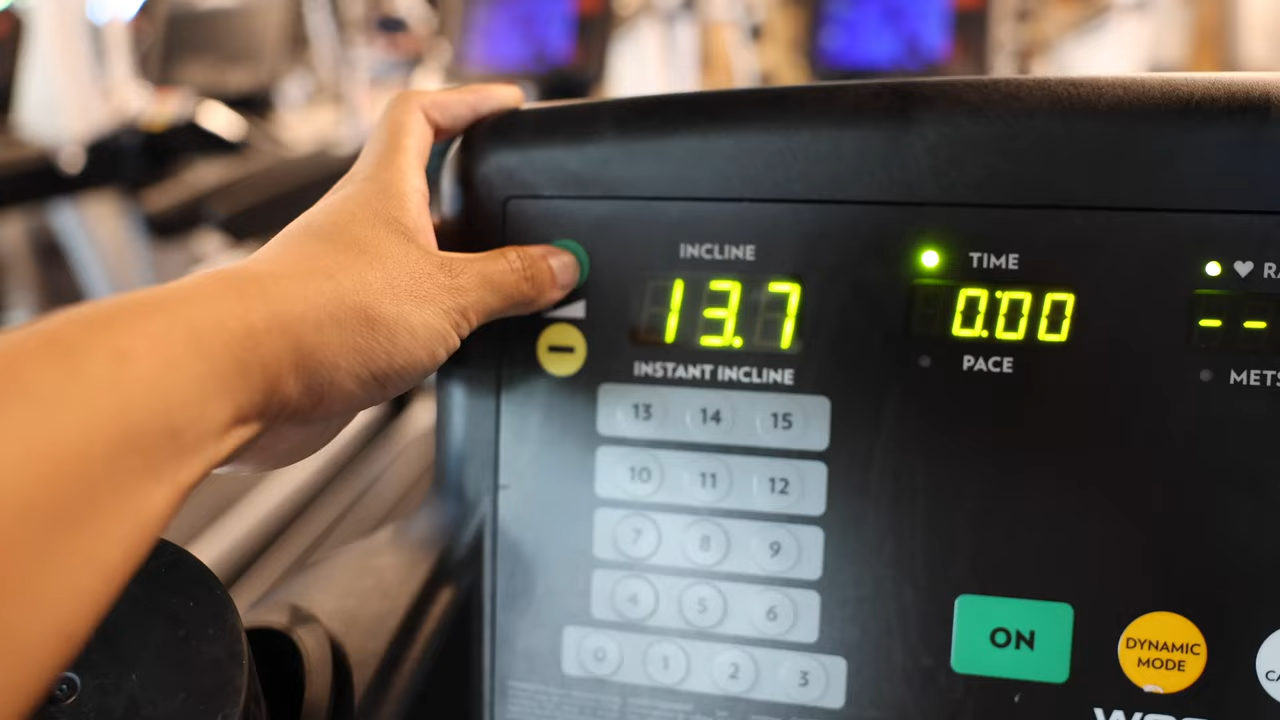 INCLINE
13.7
INSTANT INCLINE
13 14 15
10 11 12
7 8 9
4 5 6
0 1 2 3
TIME
0:00
PACE
METS
ON
DYNAMIC
MODE